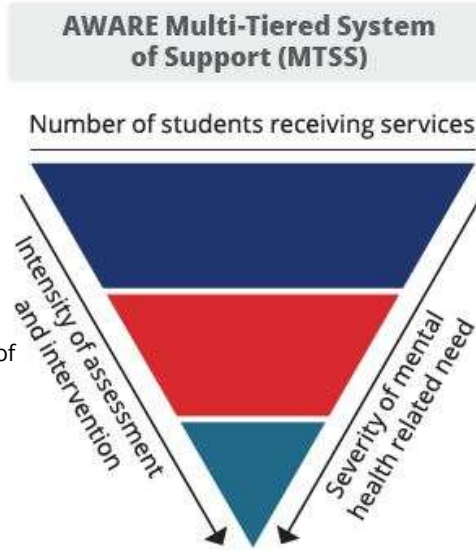 AWARE Multi-Tiered System
of Support (MTSS)
Number of students receiving services
Intensity of assessment
and intervention
of
Severity of mental
health related need